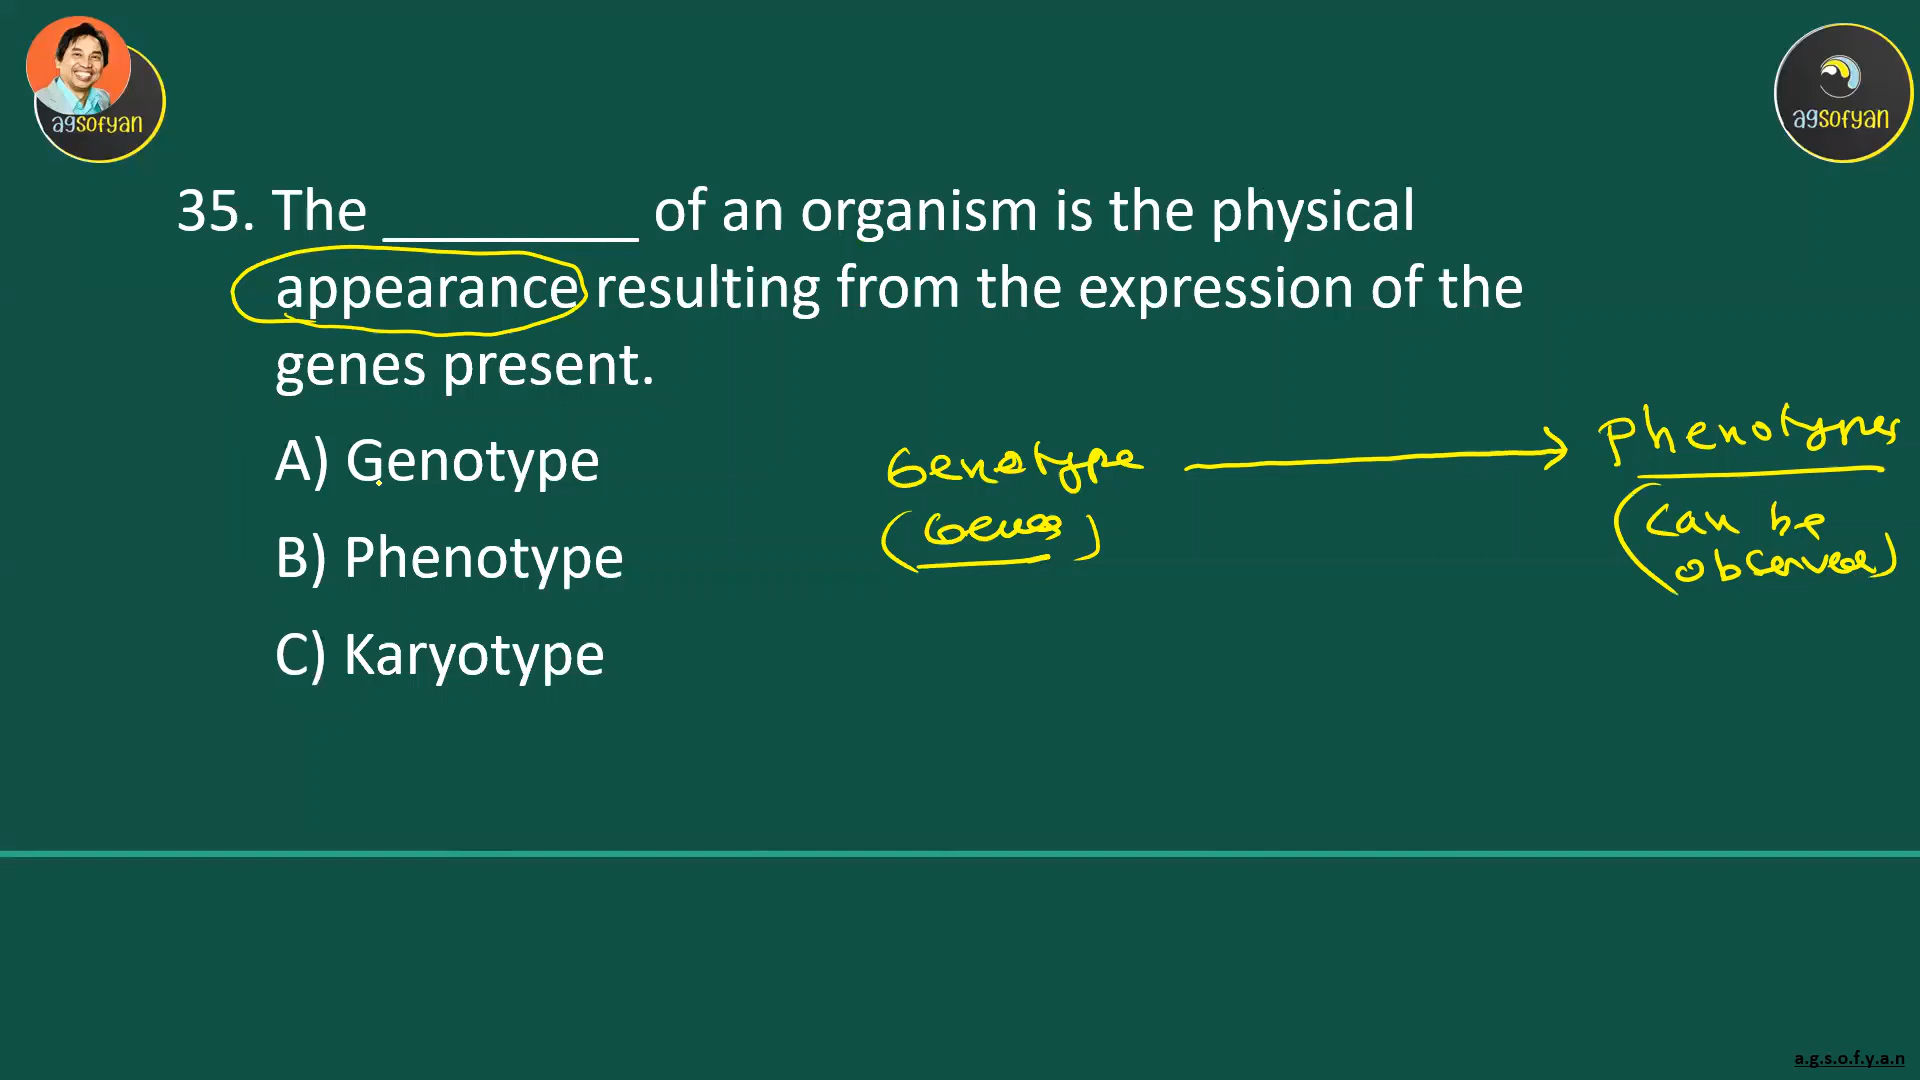 agsofyan
agsofyan
35. The _________ of an organism is the physical
appearance resulting from the expression of the
genes present.
A) Genotype
B) Phenotype
C) Karyotype
Genotype
(Genes)
Phenotypes
(can be
observed)
a.g.s.o.f.y.a.n